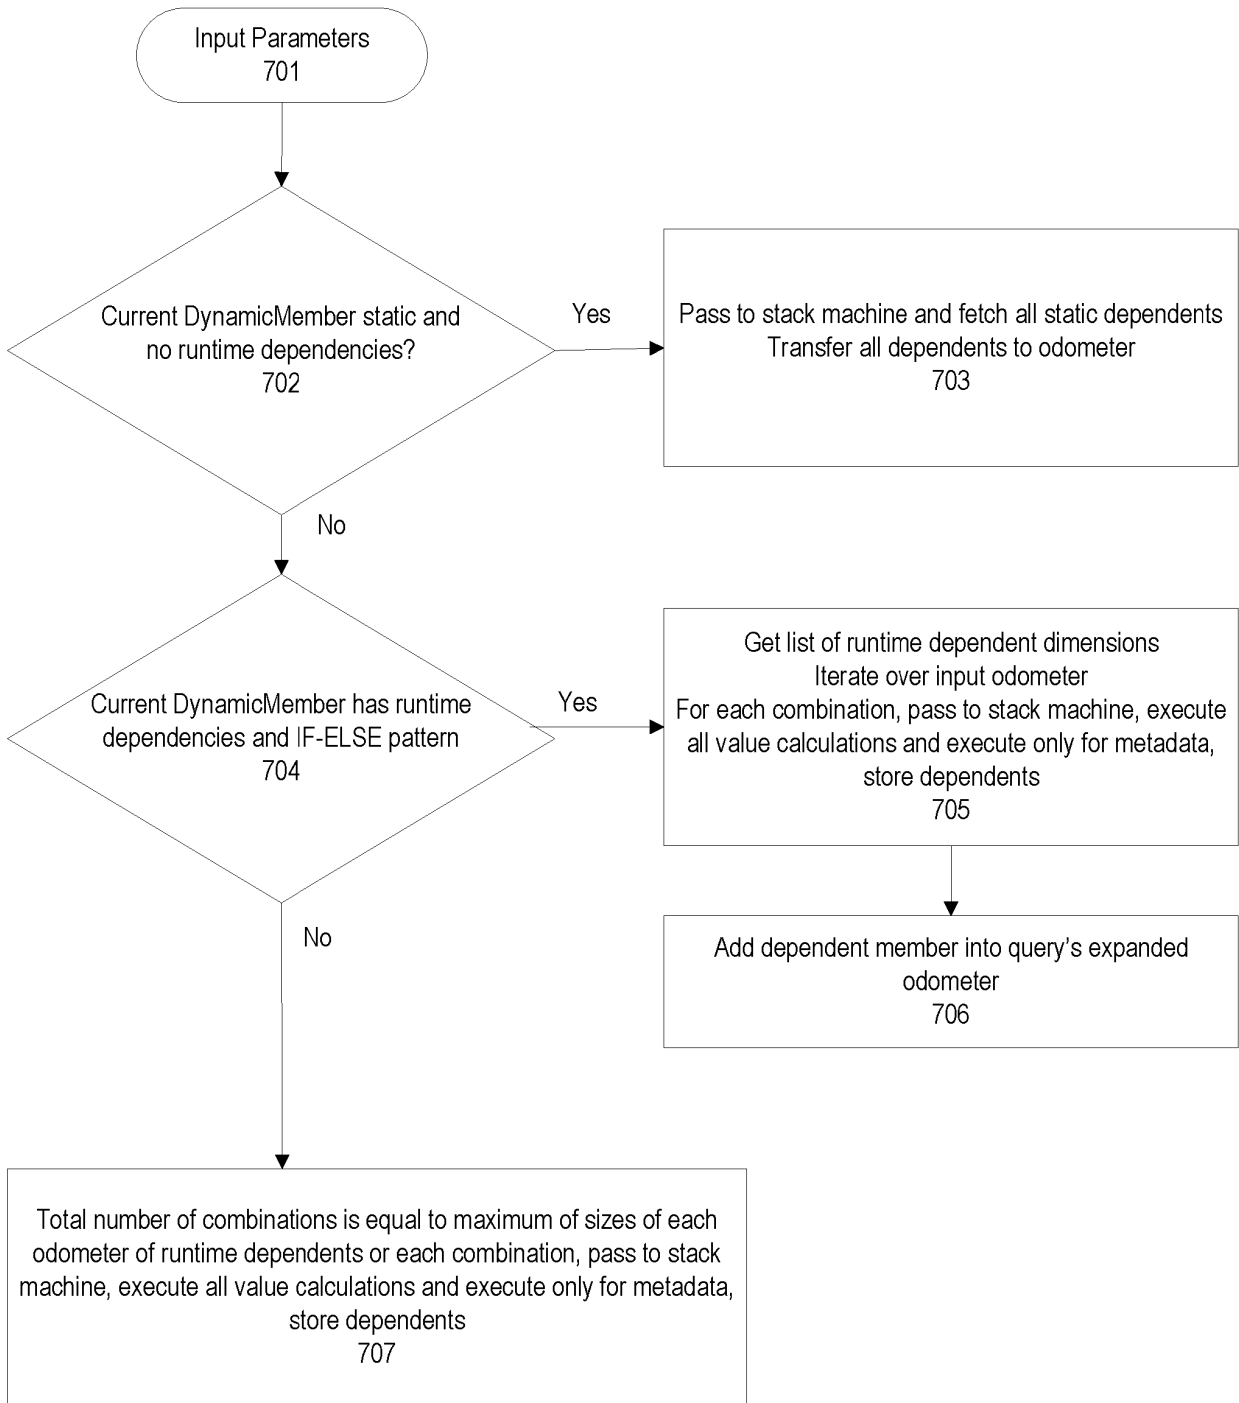 Input Parameters
701
Current DynamicMember static and
no runtime dependencies?
702
Yes
Pass to stack machine and fetch all static dependents
Transfer all dependents to odometer
703
No
Current DynamicMember has runtime
dependencies and IF-ELSE pattern
704
Yes
Get list of runtime dependent dimensions
Iterate over input odometer
For each combination, pass to stack machine, execute
all value calculations and execute only for metadata,
store dependents
705
No
Add dependent member into query’s expanded
odometer
706
Total number of combinations is equal to maximum of sizes of each
odometer of runtime dependents or each combination, pass to stack
machine, execute all value calculations and execute only for metadata,
store dependents
707